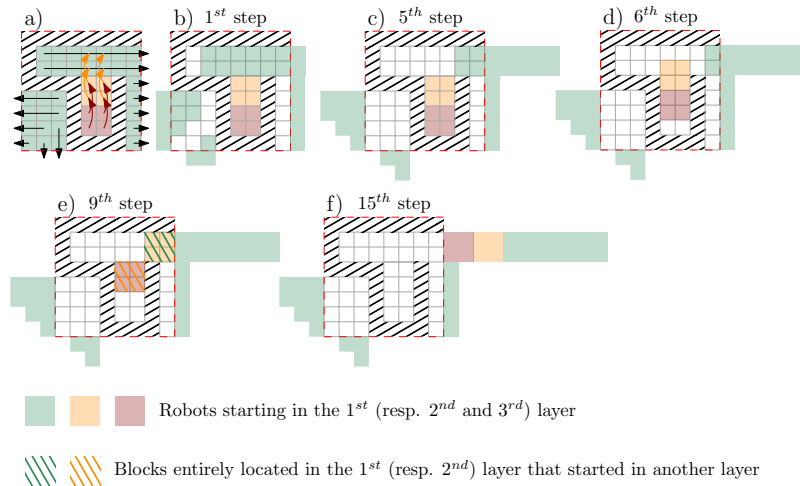 a) b) 1st step c) 5th step d) 6th step
e) 9th step f) 15th step
Robots starting in the 1st (resp. 2nd and 3rd) layer
Blocks entirely located in the 1st (resp. 2nd) layer that started in another layer